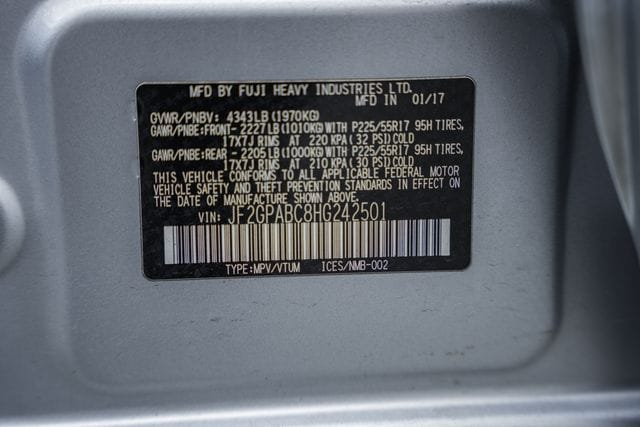 MFD BY FUJI HEAVY INDUSTRIES LTD.
MFD IN 01/17
GVWR/PNBV: 4343LB (1970KG)
GAWR/PNBE:FRONT-2227LB(1010KG)WITH P225/55R17 95H TIRES,
17X7J RIMS AT 220 KPA(32 PSI)COLD
GAWR/PNBE:REAR-2205LB(1000KG)WITH P225/55R17 95H TIRES,
17X7J RIMS AT 210 KPA(30 PSI)COLD
THIS VEHICLE CONFORMS TO ALL APPLICABLE FEDERAL MOTOR
VEHICLE SAFETY AND THEFT PREVENTION STANDARDS IN EFFECT ON
THE DATE OF MANUFACTURE SHOWN ABOVE.
VIN: JF2GPABC8HG242501
TYPE:MPV/VTUM ICES/NMB-002